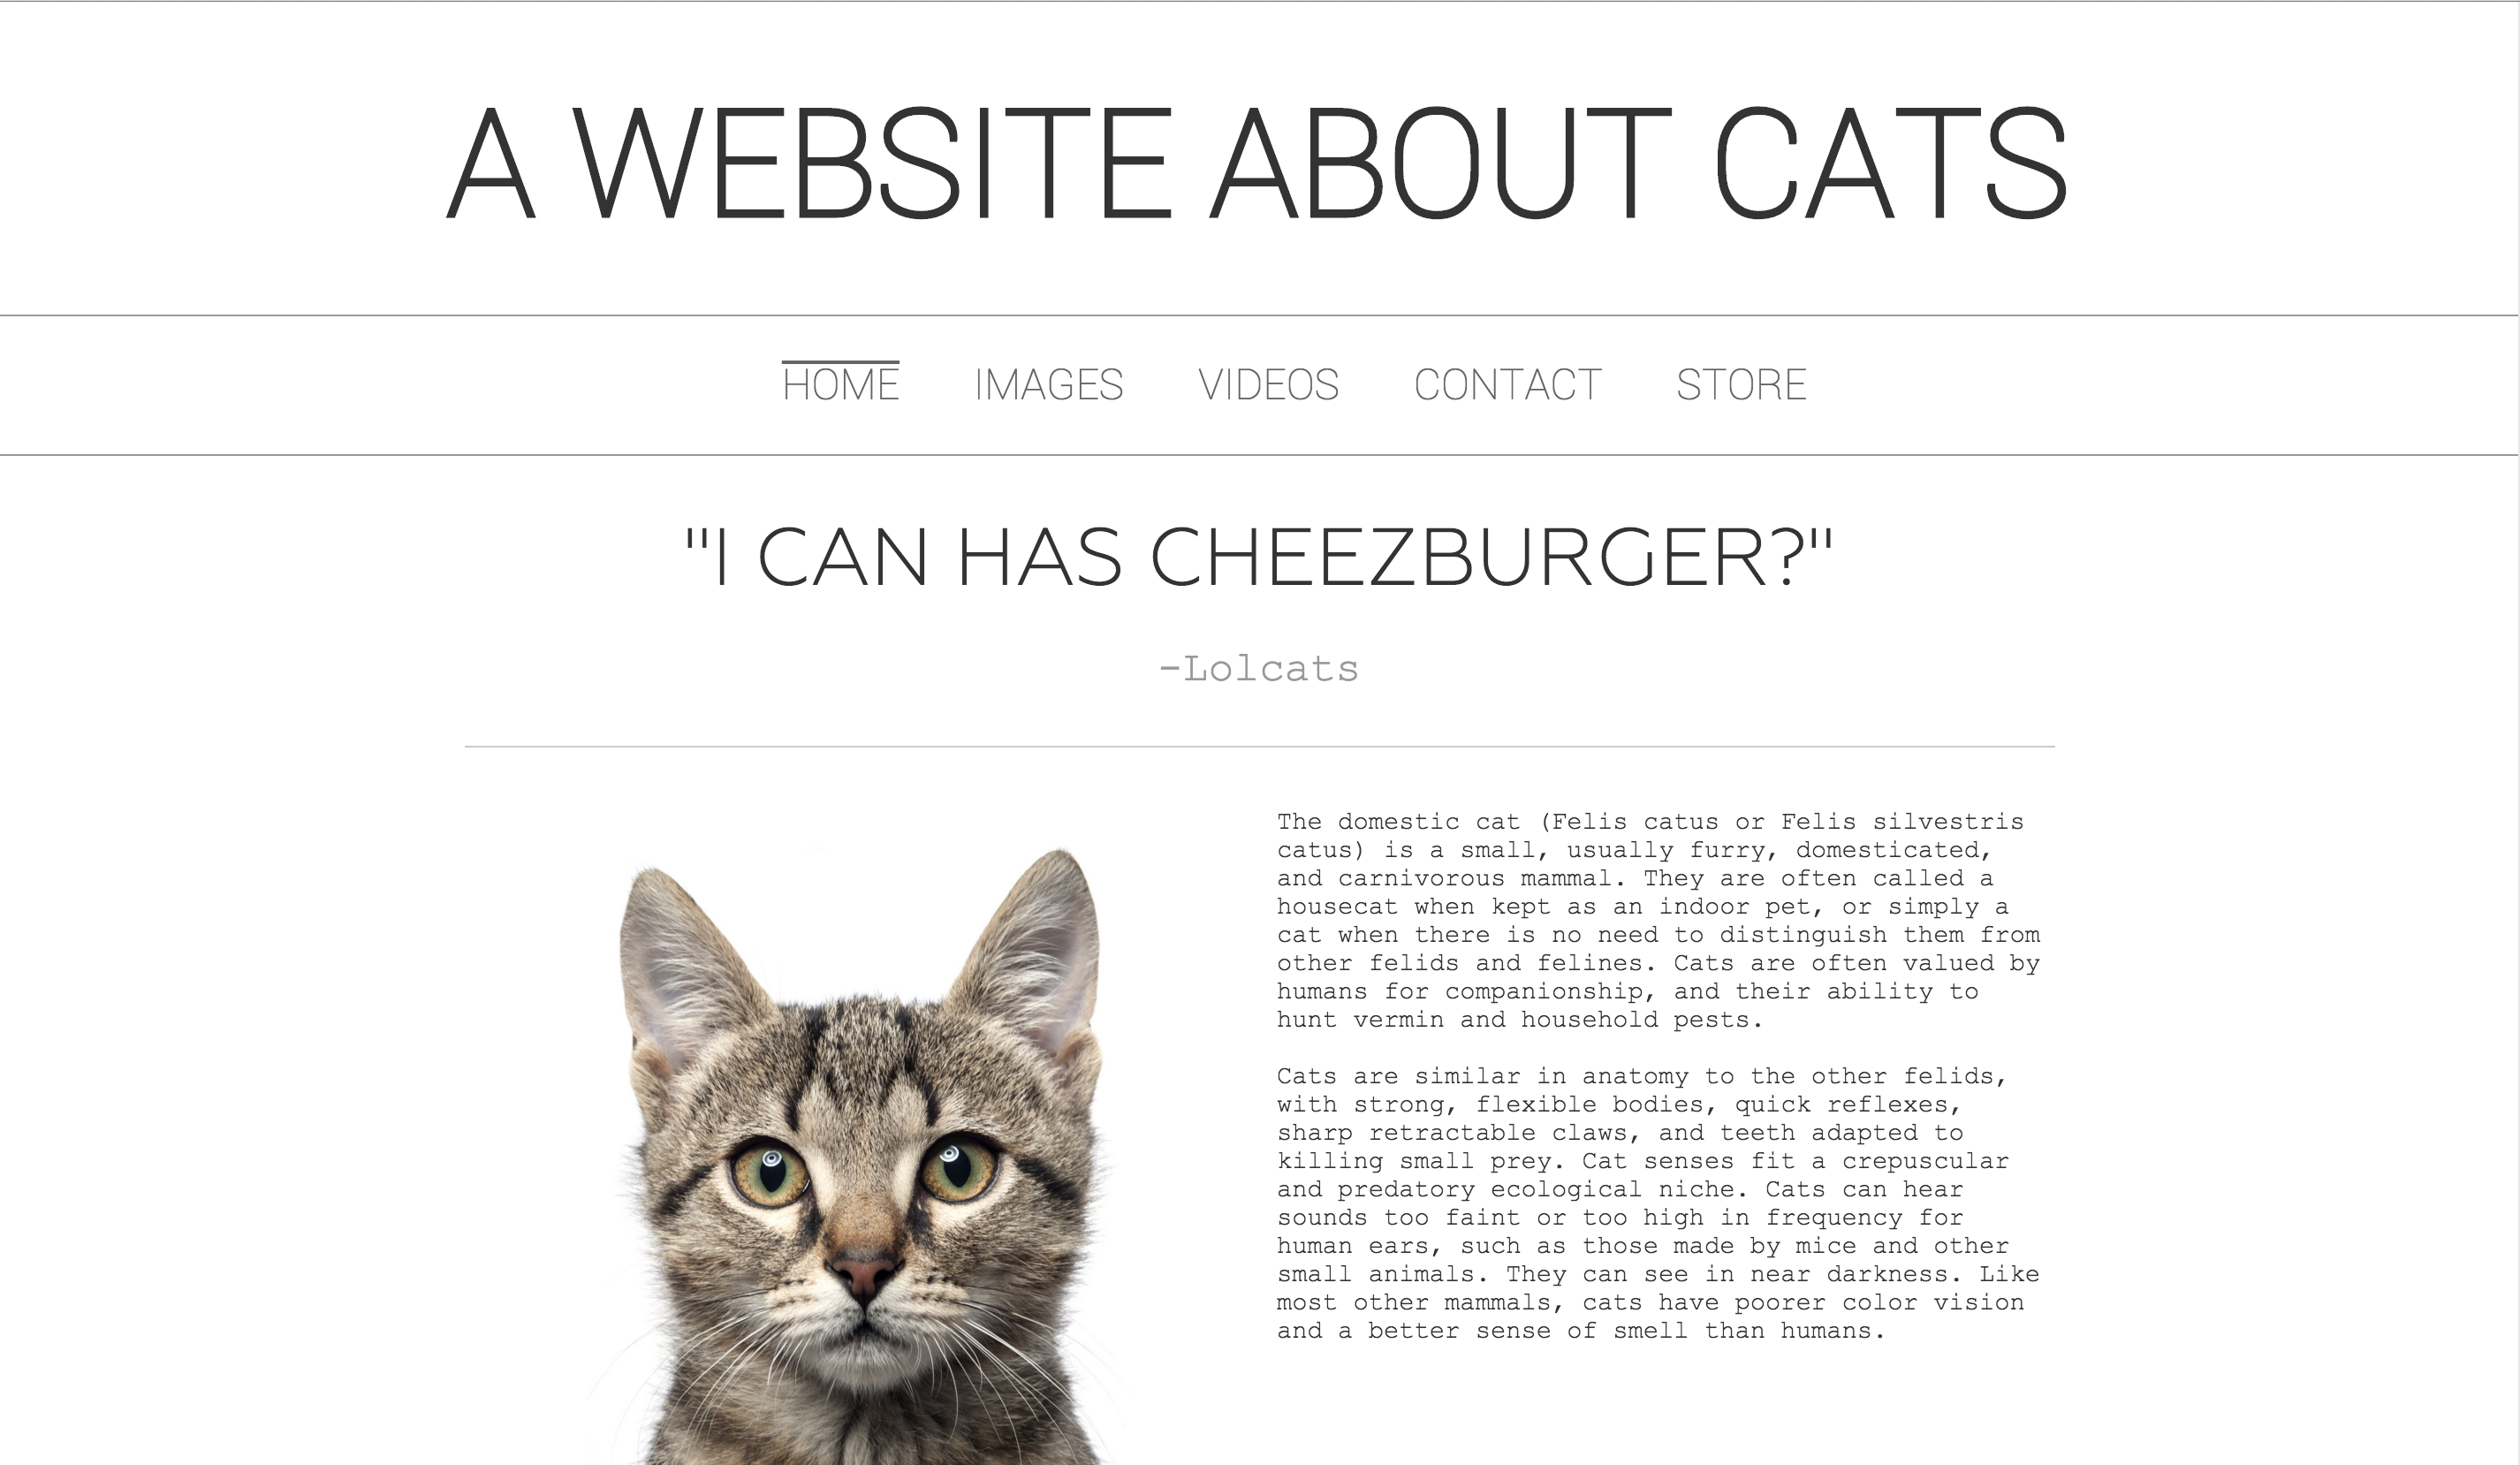 A WEBSITE ABOUT CATS
HOME IMAGES VIDEOS CONTACT STORE
"I CAN HAS CHEEZBURGER?"
-Lolcats
The domestic cat (Felis catus or Felis silvestris
catus) is a small, usually furry, domesticated,
and carnivorous mammal. They are often called a
housecat when kept as an indoor pet, or simply a
cat when there is no need to distinguish them from
other felids and felines. Cats are often valued by
humans for companionship, and their ability to
hunt vermin and household pests.
Cats are similar in anatomy to the other felids,
with strong, flexible bodies, quick reflexes,
sharp retractable claws, and teeth adapted to
killing small prey. Cat senses fit a crepuscular
and predatory ecological niche. Cats can hear
sounds too faint or too high in frequency for
human ears, such as those made by mice and other
small animals. They can see in near darkness. Like
most other mammals, cats have poorer color vision
and a better sense of smell than humans.